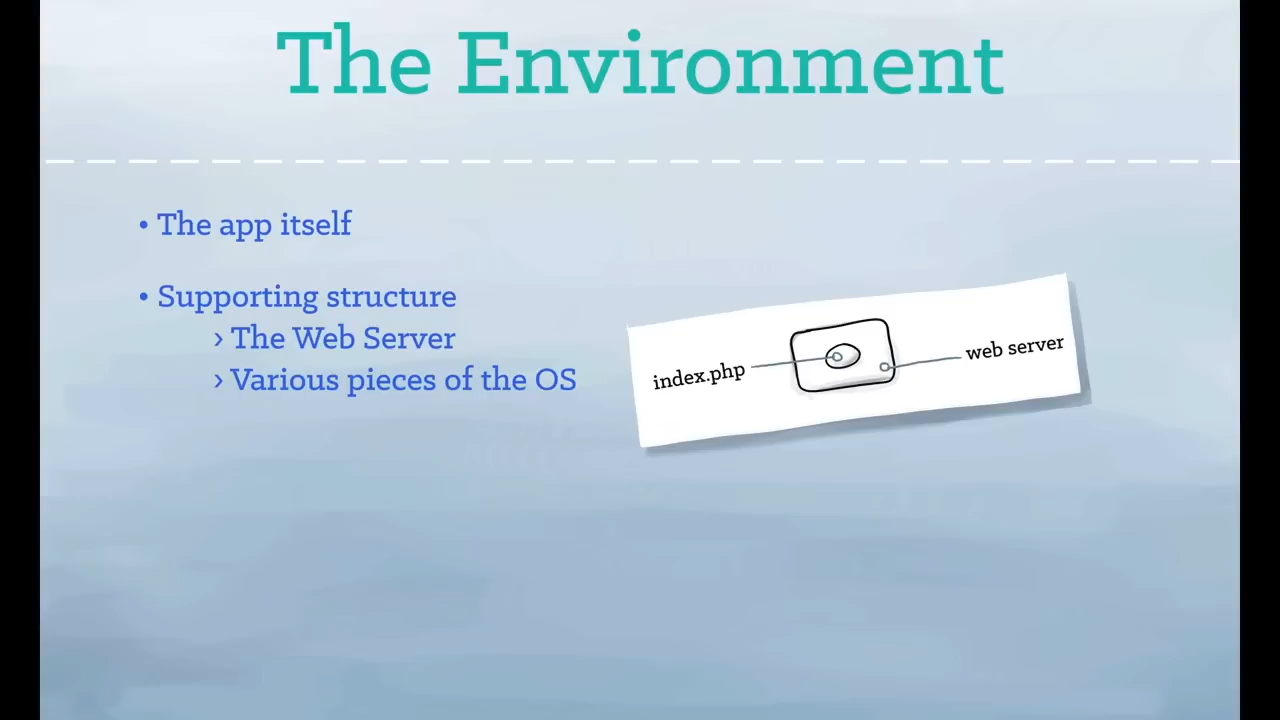 The Environment
• The app itself
• Supporting structure
› The Web Server
› Various pieces of the OS
index.php
web server